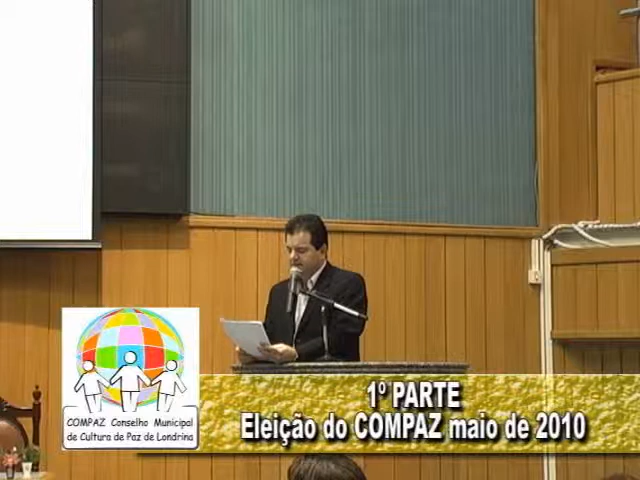 1º PARTE
Eleição do COMPAZ maio de 2010
COMPAZ Conselho Municipal
de Cultura de Paz de Londrina